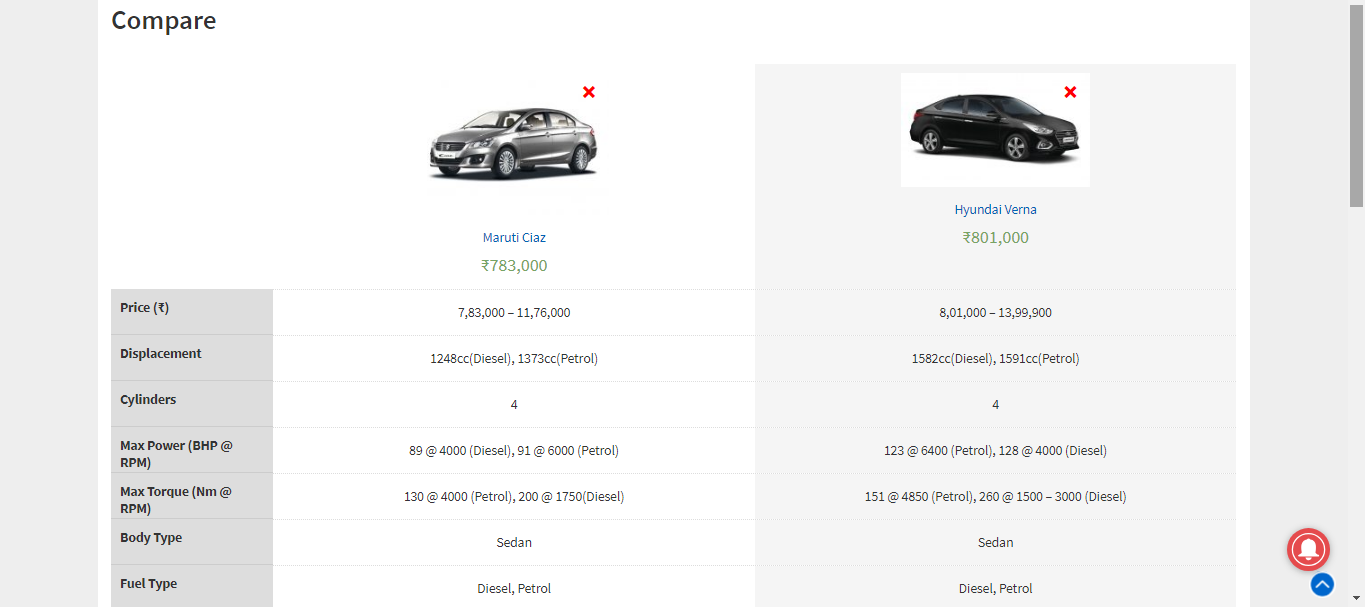 Compare
Maruti Ciaz
₹783,000
Hyundai Verna
₹801,000
Price (₹)
7,83,000 – 11,76,000
8,01,000 – 13,99,900
Displacement
1248cc(Diesel), 1373cc(Petrol)
1582cc(Diesel), 1591cc(Petrol)
Cylinders
4
4
Max Power (BHP @
RPM)
89 @ 4000 (Diesel), 91 @ 6000 (Petrol)
123 @ 6400 (Petrol), 128 @ 4000 (Diesel)
Max Torque (Nm @
RPM)
130 @ 4000 (Petrol), 200 @ 1750(Diesel)
151 @ 4850 (Petrol), 260 @ 1500 – 3000 (Diesel)
Body Type
Sedan
Sedan
Fuel Type
Diesel, Petrol
Diesel, Petrol